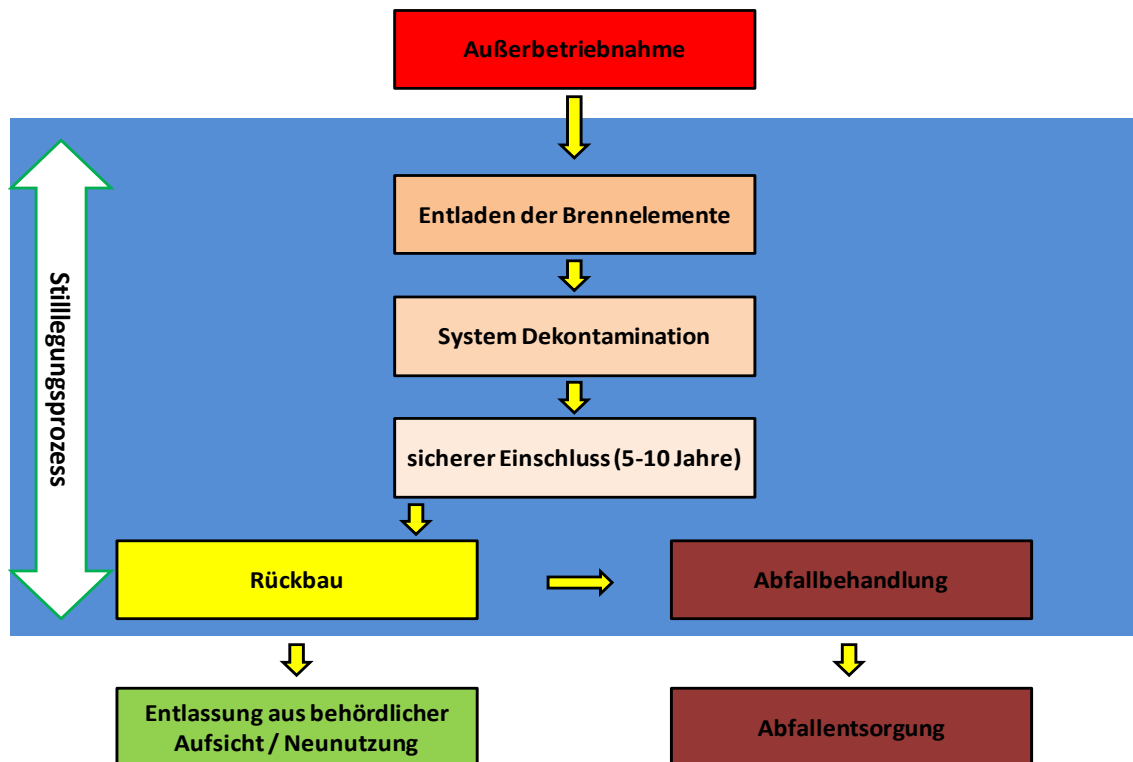 Außerbetriebnahme
Entladen der Brennelemente
System Dekontamination
sicherer Einschluss (5-10 Jahre)
Stilllegungsprozess
Rückbau
Abfallbehandlung
Entlassung aus behördlicher
Aufsicht / Neunutzung
Abfallentsorgung